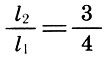 l₂/l₁ = 3/4